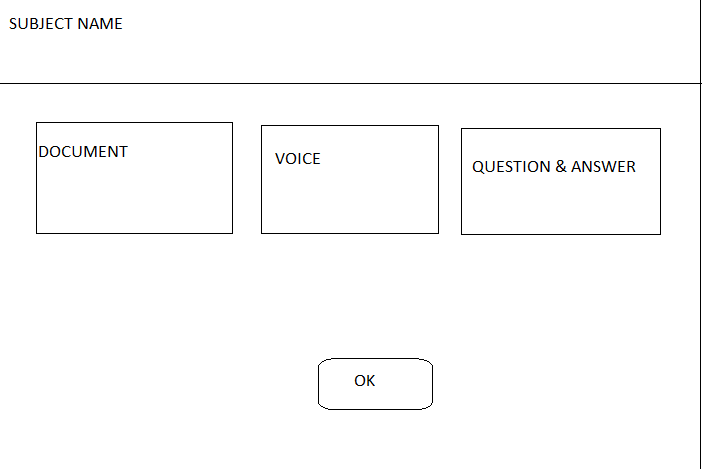 SUBJECT NAME
DOCUMENT
VOICE
QUESTION & ANSWER
OK